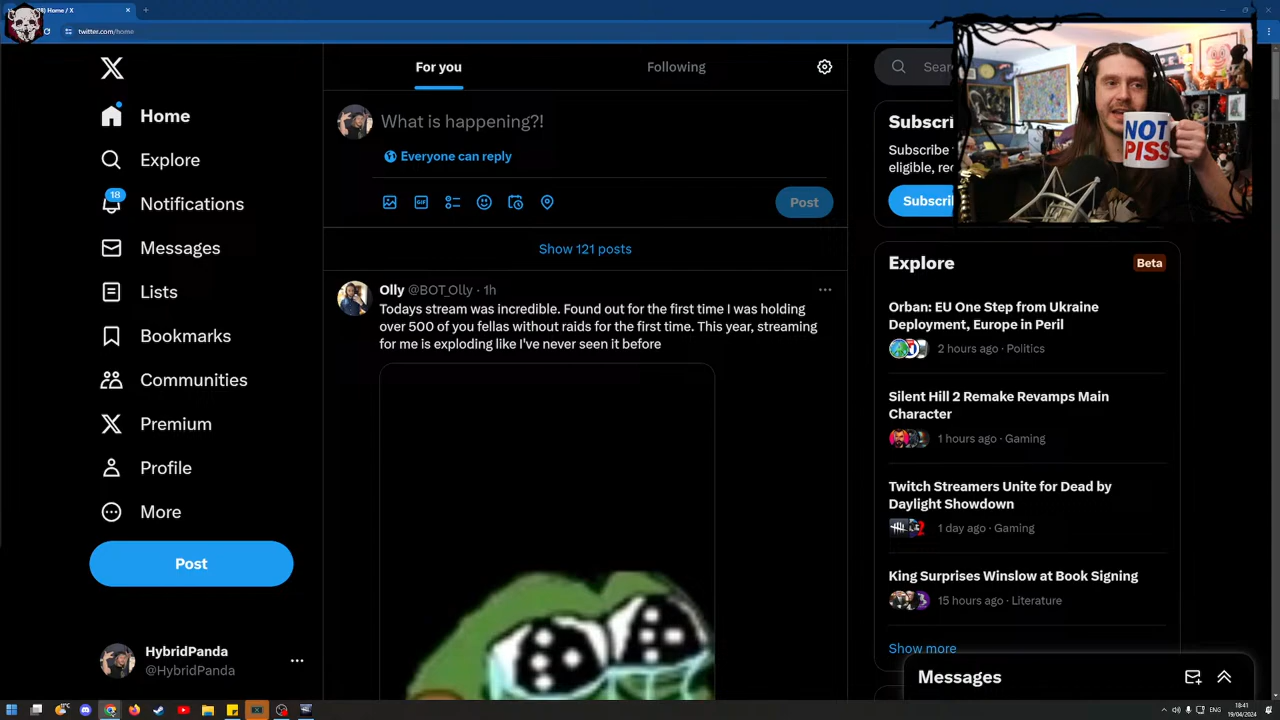 Home / X
twitter.com/home
Home
Explore
18
Notifications
Messages
Lists
Bookmarks
Communities
Premium
Profile
More
Post
HybridPanda
@HybridPanda
For you
Following
What is happening?!
Everyone can reply
GIF
Post
Show 121 posts
Olly @BOT_Olly · 1h
Todays stream was incredible. Found out for the first time I was holding
over 500 of you fellas without raids for the first time. This year, streaming
for me is exploding like I've never seen it before
NOT
PISS
Explore
Beta
Orban: EU One Step from Ukraine
Deployment, Europe in Peril
2 hours ago · Politics
Silent Hill 2 Remake Revamps Main
Character
1 hours ago · Gaming
Twitch Streamers Unite for Dead by
Daylight Showdown
1 day ago · Gaming
King Surprises Winslow at Book Signing
15 hours ago · Literature
Show more
Messages
ENG
18:41
19/04/2024